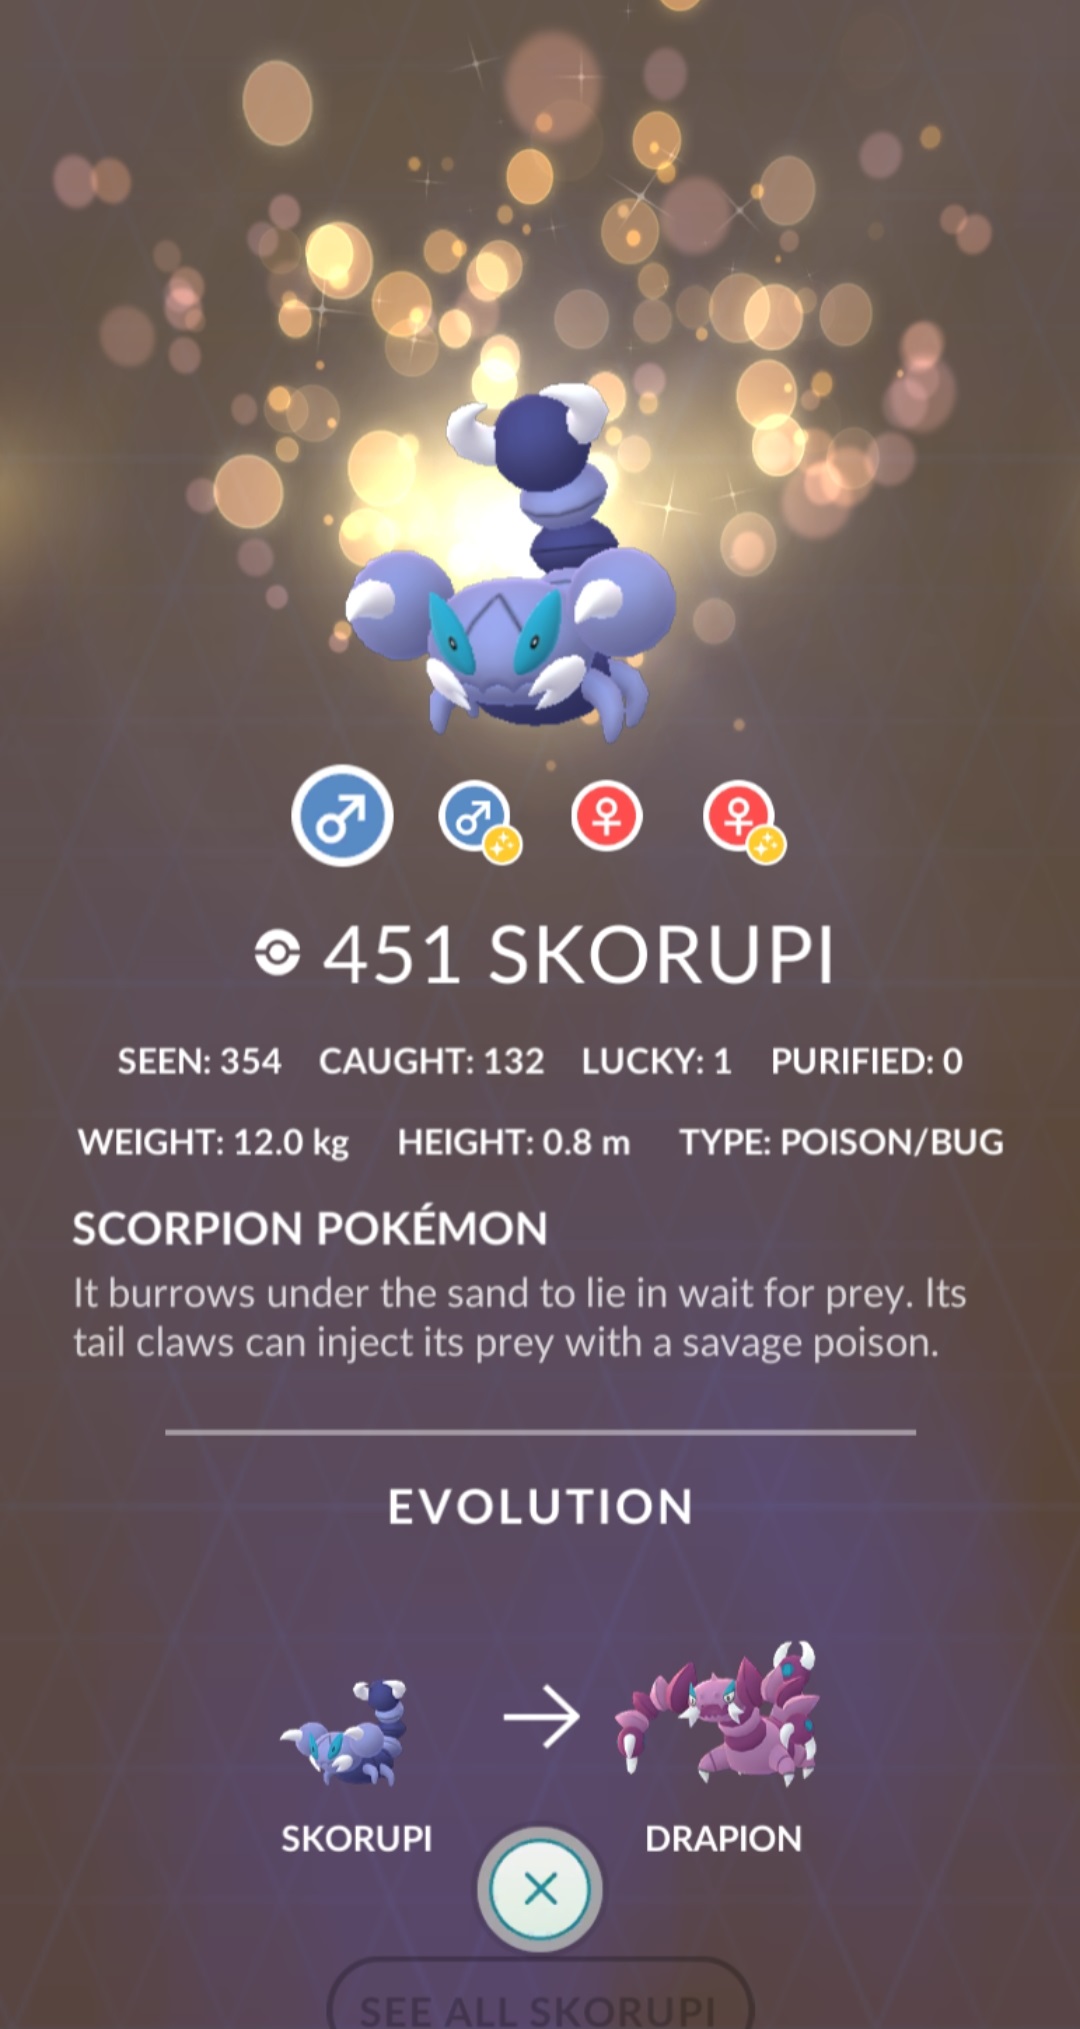 451 SKORUPI
SEEN: 354 CAUGHT: 132 LUCKY: 1 PURIFIED: 0
WEIGHT: 12.0 kg HEIGHT: 0.8 m TYPE: POISON/BUG
SCORPION POKÉMON
It burrows under the sand to lie in wait for prey. Its
tail claws can inject its prey with a savage poison.
EVOLUTION
SKORUPI DRAPION
SEE ALL SKORUPI